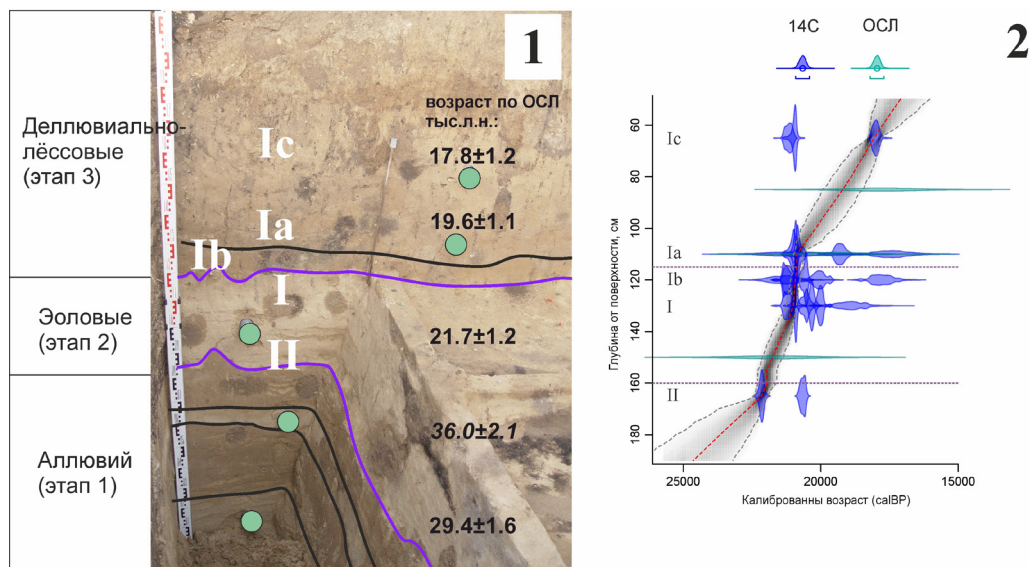 1
Деллювиально-
лёссовые
(этап 3)
Эоловые
(этап 2)
Аллювий
(этап 1)
возраст по ОСЛ
тыс.л.н.:
Ic
17.8±1.2
Ia
19.6±1.1
Ib
I
21.7±1.2
II
36.0±2.1
29.4±1.6
2
14C
ОСЛ
Глубина от поверхности, см
60
80
100
120
140
160
180
Ic
Ia
Ib
I
II
25000
20000
15000
Калиброванны возраст (calBP)